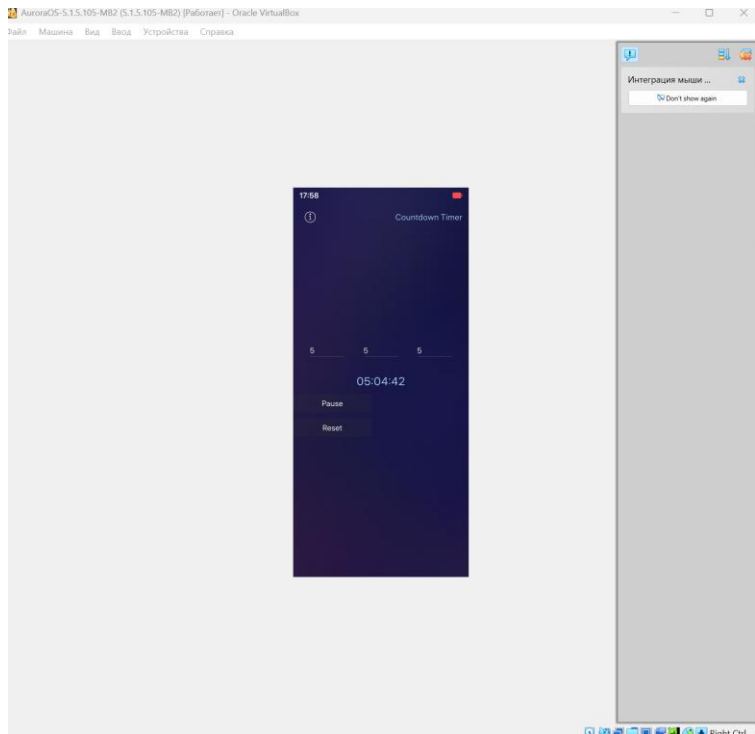 AuroraOS-5.1.5.105-MB2 (5.1.5.105-MB2) [Работает] - Oracle VirtualBox
Файл Машина Вид Ввод Устройства Справка
Интеграция мыши ...
Don't show again
17:58
Countdown Timer
5 5 5
05:04:42
Pause
Reset
Right Ctrl